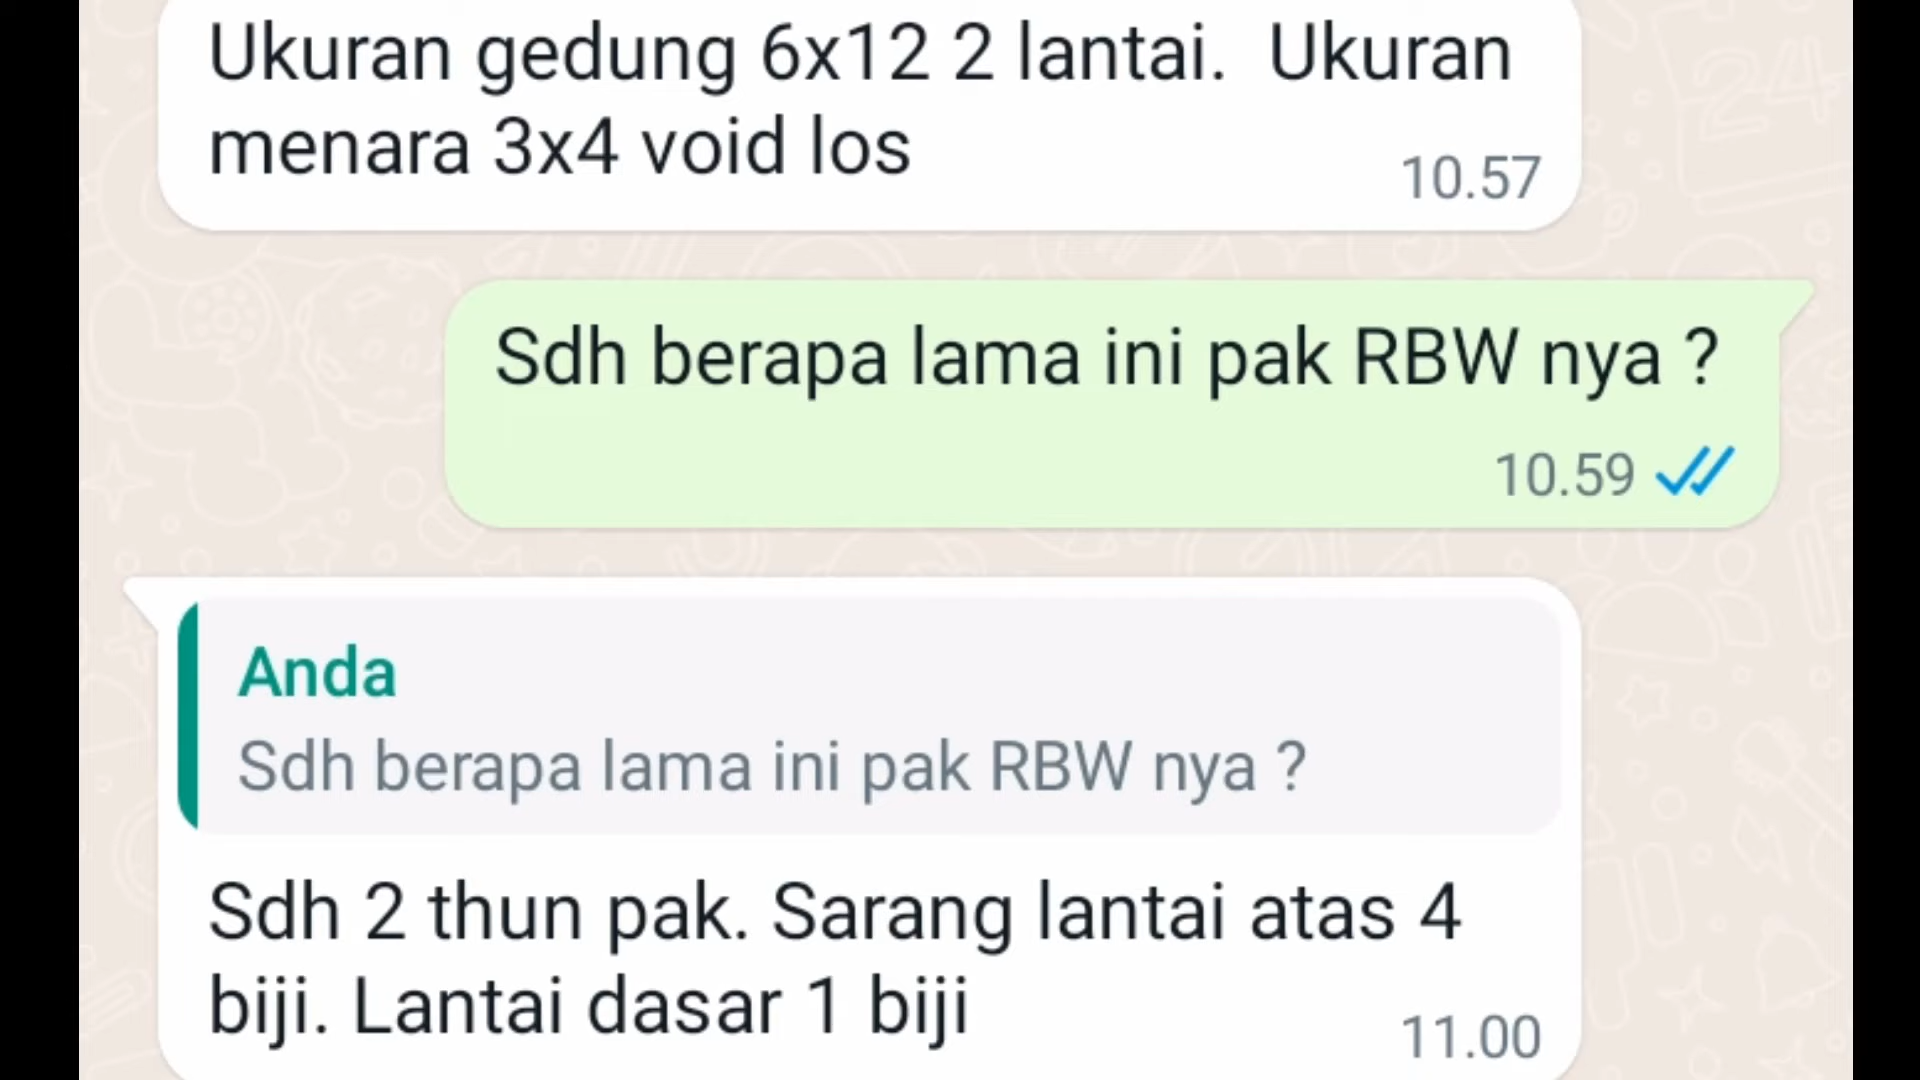 Ukuran gedung 6x12 2 lantai.  Ukuran
menara 3x4 void los
10.57
Sdh berapa lama ini pak RBW nya ?
10.59
Anda
Sdh berapa lama ini pak RBW nya ?
Sdh 2 thun pak. Sarang lantai atas 4
biji. Lantai dasar 1 biji
11.00